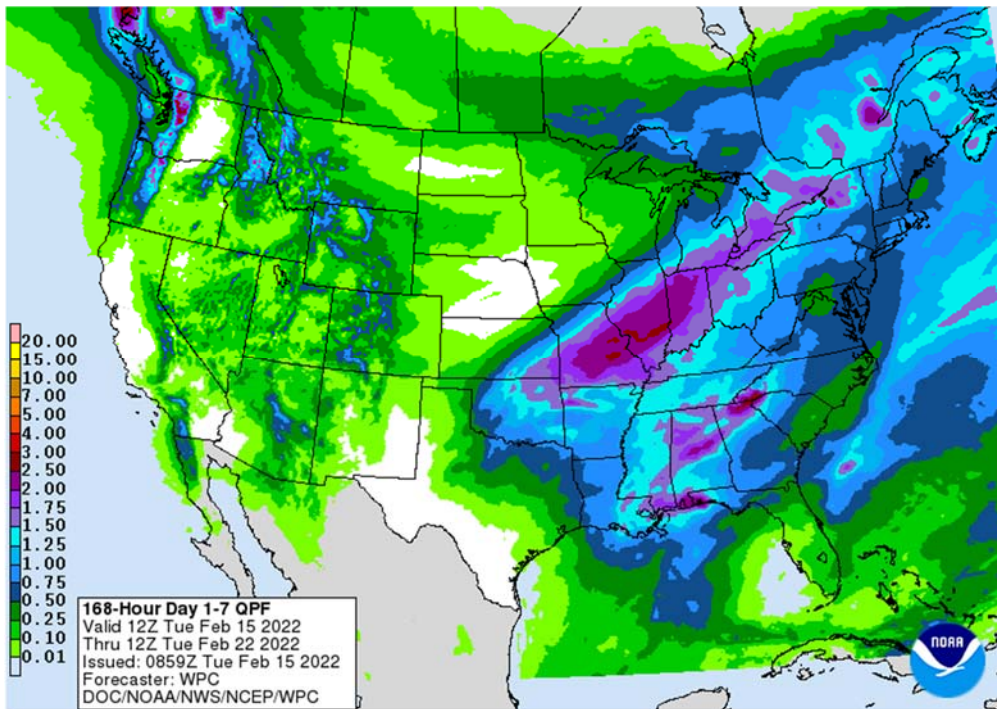 20.00
15.00
10.00
7.00
5.00
4.00
3.00
2.50
2.00
1.75
1.50
1.25
1.00
0.75
0.50
0.25
0.10
0.01
168-Hour Day 1-7 QPF
Valid 12Z Tue Feb 15 2022
Thru 12Z Tue Feb 22 2022
Issued: 0859Z Tue Feb 15 2022
Forecaster: WPC
DOC/NOAA/NWS/NCEP/WPC
NOAA